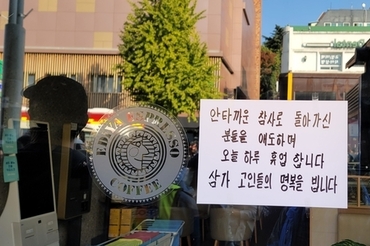 EDIYA ESPRESSO
COFFEE
안타까운 참사로 돌아가신
분들을 애도하며
오늘 하루 휴업 합니다
삼가 고인들의 명복을 빕니다